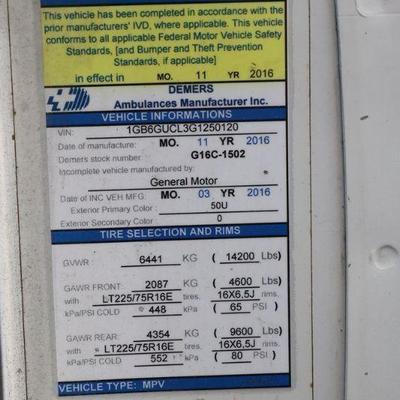 This vehicle has been completed in accordance with the
prior manufacturers' IVD, where applicable. This vehicle
conforms to all applicable Federal Motor Vehicle Safety
Standards, [and Bumper and Theft Prevention
Standards, if applicable]
in effect in MO. 11 YR 2016
DEMERS
Ambulances Manufacturer Inc.
VEHICLE INFORMATIONS
VIN: 1GB6GUCL3G1250120
Date of manufacture: MO. 11 YR 2016
Demers stock number G16C-1502
Incomplete vehicle manufactured by:
General Motor
Date of INC VEH MFG: MO. 03 YR 2016
Exterior Primary Color : 50U
Exterior Secondary Color : 0
TIRE SELECTION AND RIMS
GVWR : 6441 KG ( 14200 Lbs)
GAWR FRONT: 2087 KG ( 4600 Lbs)
with LT225/75R16E tires, 16X6,5J rims,
kPa/PSI COLD 448 kPa ( 65 PSI )
GAWR REAR: 4354 KG ( 9600 Lbs)
with LT225/75R16E tires, 16X6,5J rims,
kPa/PSI COLD 552 kPa ( 80 PSI )
VEHICLE TYPE: MPV